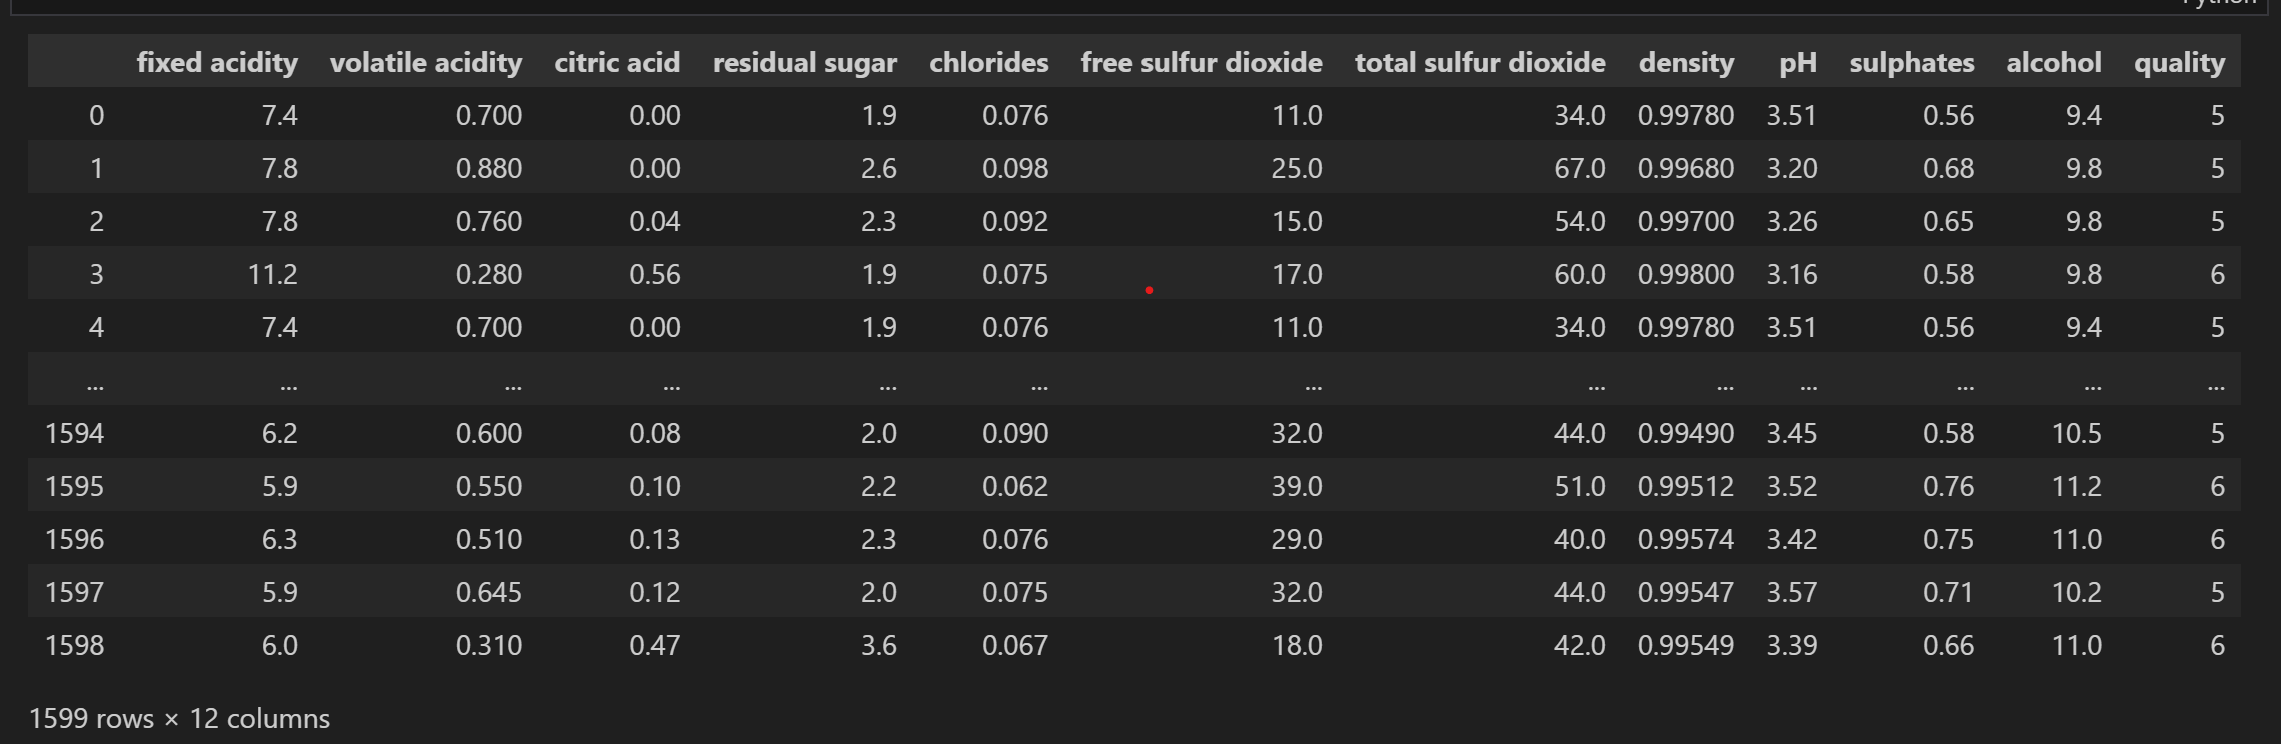 Python
fixed acidity volatile acidity citric acid residual sugar chlorides free sulfur dioxide total sulfur dioxide density pH sulphates alcohol quality
0 7.4 0.700 0.00 1.9 0.076 11.0 34.0 0.99780 3.51 0.56 9.4 5
1 7.8 0.880 0.00 2.6 0.098 25.0 67.0 0.99680 3.20 0.68 9.8 5
2 7.8 0.760 0.04 2.3 0.092 15.0 54.0 0.99700 3.26 0.65 9.8 5
3 11.2 0.280 0.56 1.9 0.075 17.0 60.0 0.99800 3.16 0.58 9.8 6
4 7.4 0.700 0.00 1.9 0.076 11.0 34.0 0.99780 3.51 0.56 9.4 5
... ... ... ... ... ... ... ... ... ... ... ... ...
1594 6.2 0.600 0.08 2.0 0.090 32.0 44.0 0.99490 3.45 0.58 10.5 5
1595 5.9 0.550 0.10 2.2 0.062 39.0 51.0 0.99512 3.52 0.76 11.2 6
1596 6.3 0.510 0.13 2.3 0.076 29.0 40.0 0.99574 3.42 0.75 11.0 6
1597 5.9 0.645 0.12 2.0 0.075 32.0 44.0 0.99547 3.57 0.71 10.2 5
1598 6.0 0.310 0.47 3.6 0.067 18.0 42.0 0.99549 3.39 0.66 11.0 6
1599 rows × 12 columns